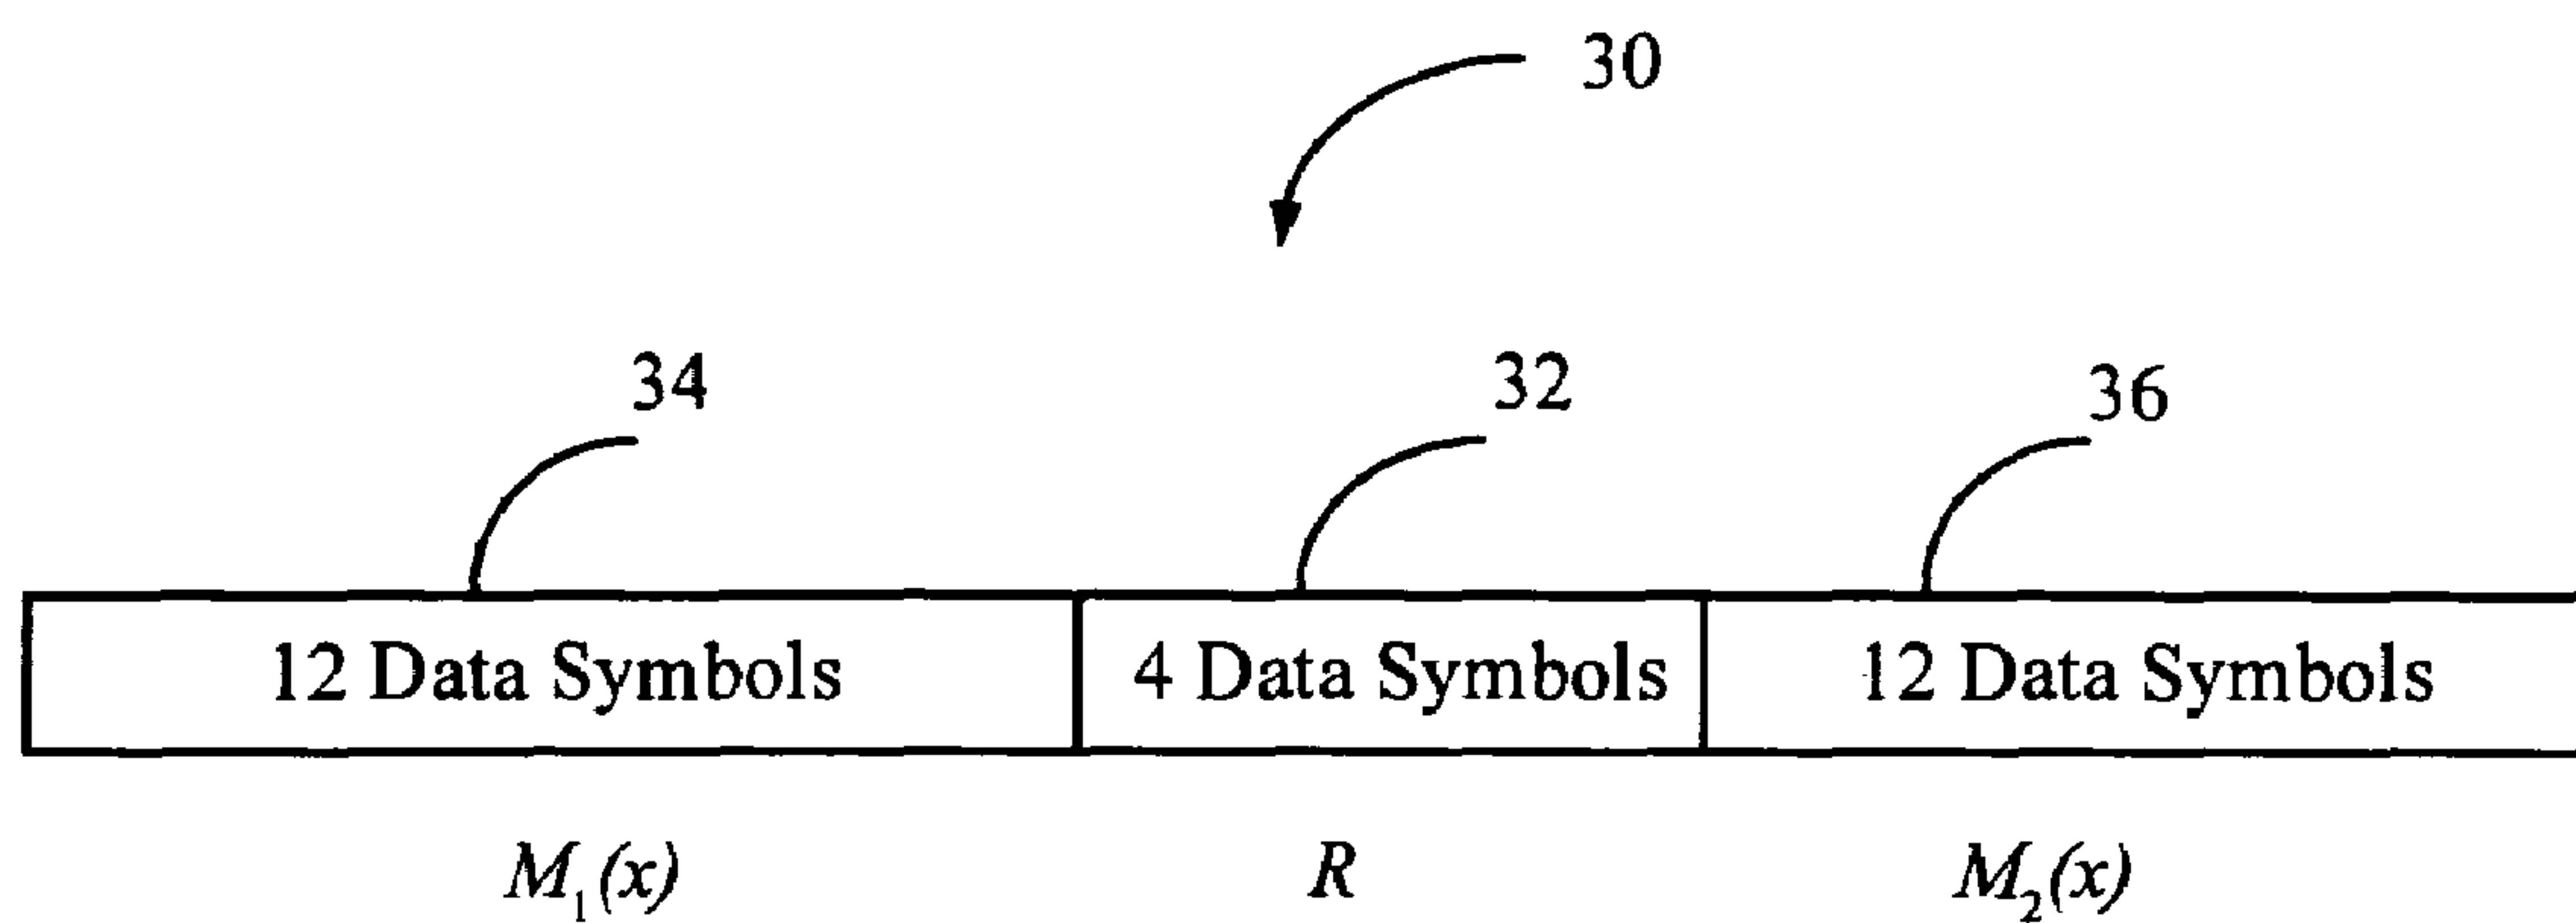 30
34 32 36
12 Data Symbols 4 Data Symbols 12 Data Symbols
M₁(x) R M₂(x)